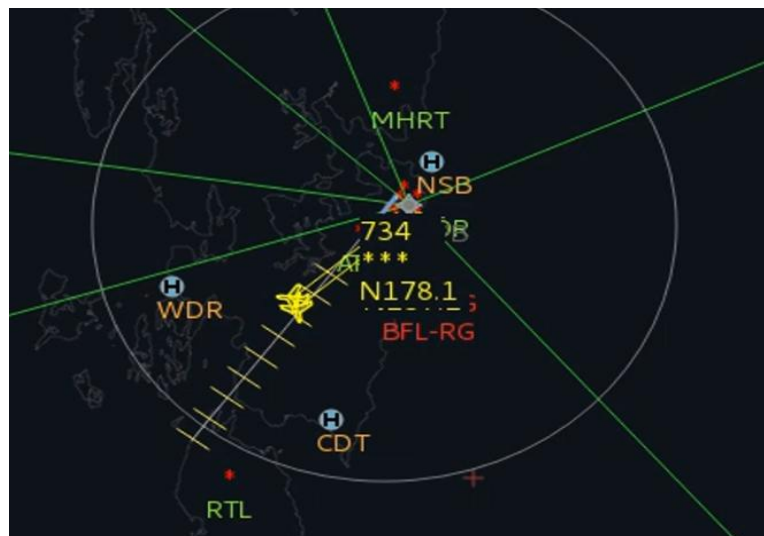 MHRT
H
NSB
734
***
H
WDR
N178.1
BFL-RG
H
CDT
RTL